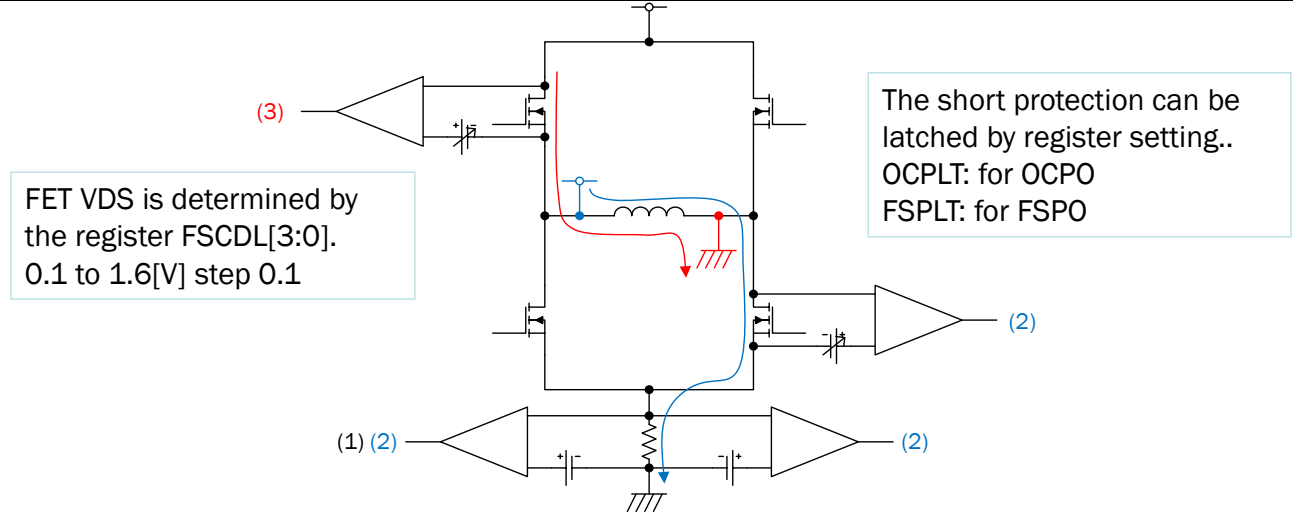 (3)
The short protection can be
latched by register setting..
OCPLT: for OCPO
FSPLT: for FSPO
FET VDS is determined by
the register FSCDL[3:0].
0.1 to 1.6[V] step 0.1
(2)
(1) (2)
(2)